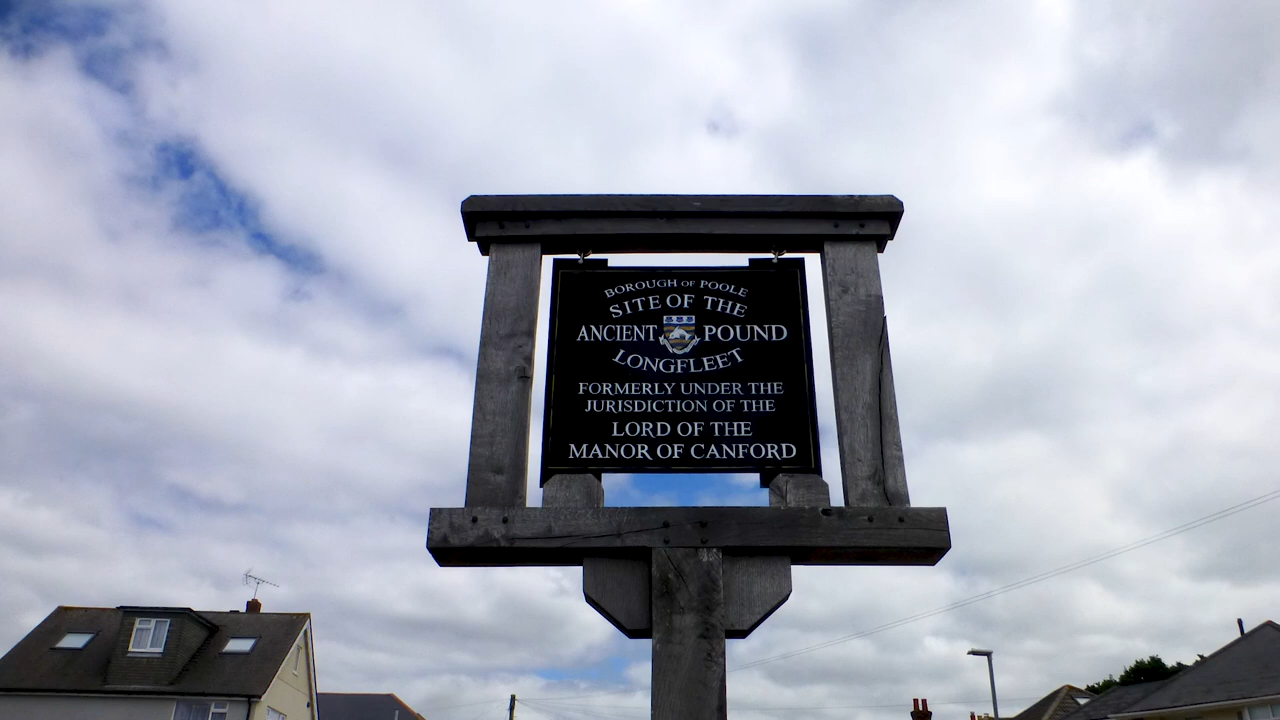 BOROUGH OF POOLE
SITE OF THE
ANCIENT POUND
LONGFLEET
FORMERLY UNDER THE
JURISDICTION OF THE
LORD OF THE
MANOR OF CANFORD